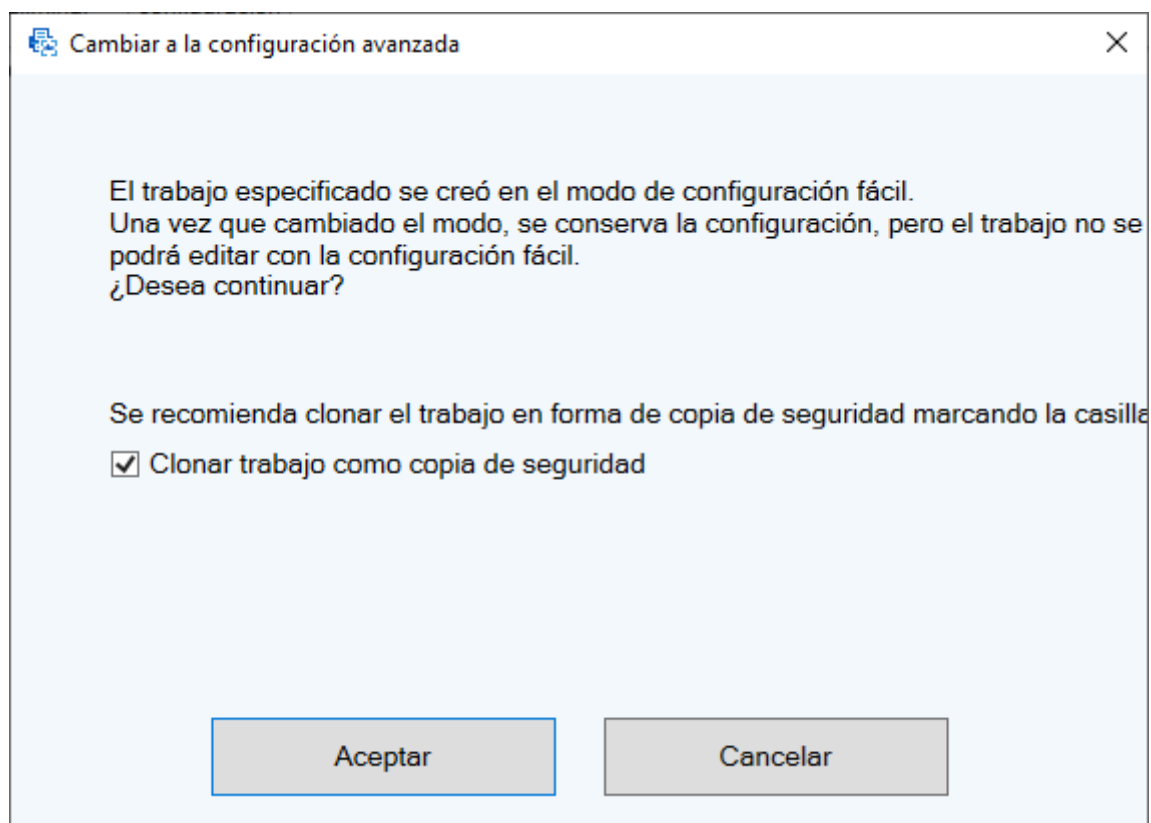 Cambiar a la configuración avanzada
El trabajo especificado se creó en el modo de configuración fácil.
Una vez que cambiado el modo, se conserva la configuración, pero el trabajo no se
podrá editar con la configuración fácil.
¿Desea continuar?
Se recomienda clonar el trabajo en forma de copia de seguridad marcando la casilla
Clonar trabajo como copia de seguridad
Aceptar
Cancelar